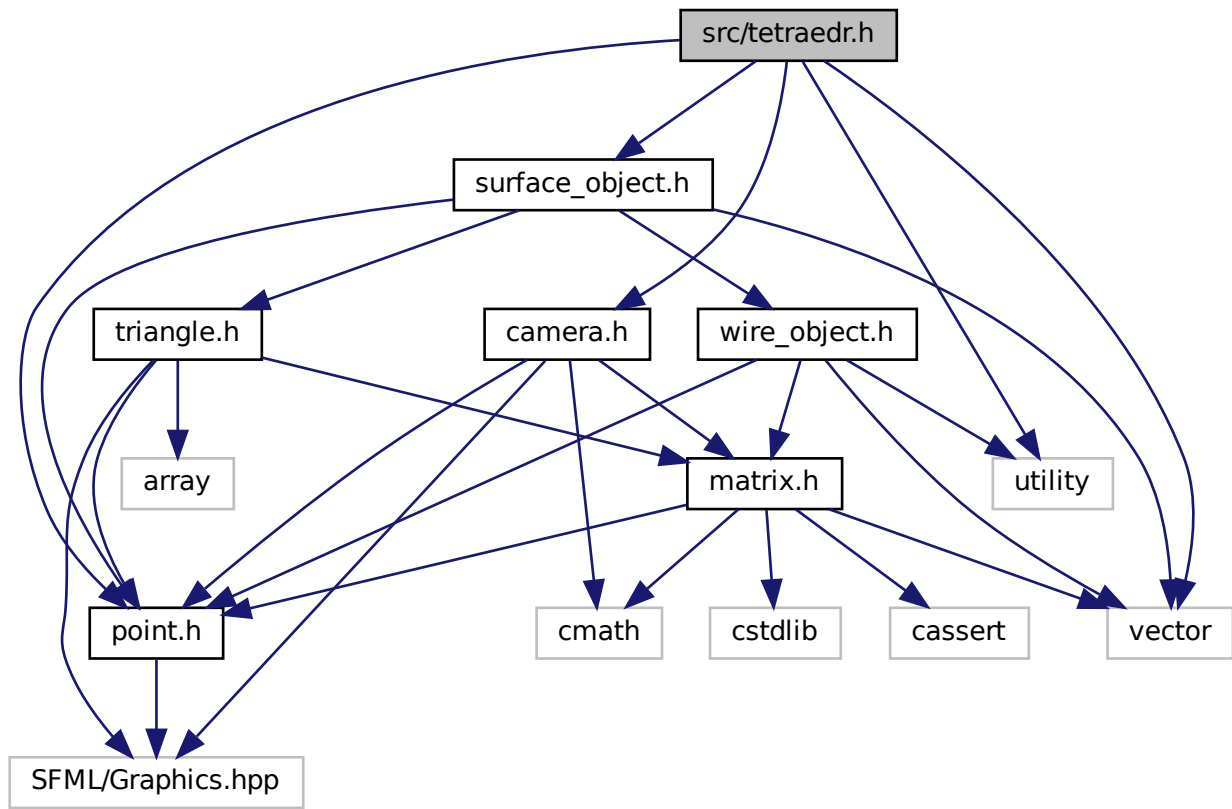 src/tetraedr.h
surface_object.h
triangle.h
camera.h
wire_object.h
array
matrix.h
utility
point.h
cmath
cstdlib
cassert
vector
SFML/Graphics.hpp